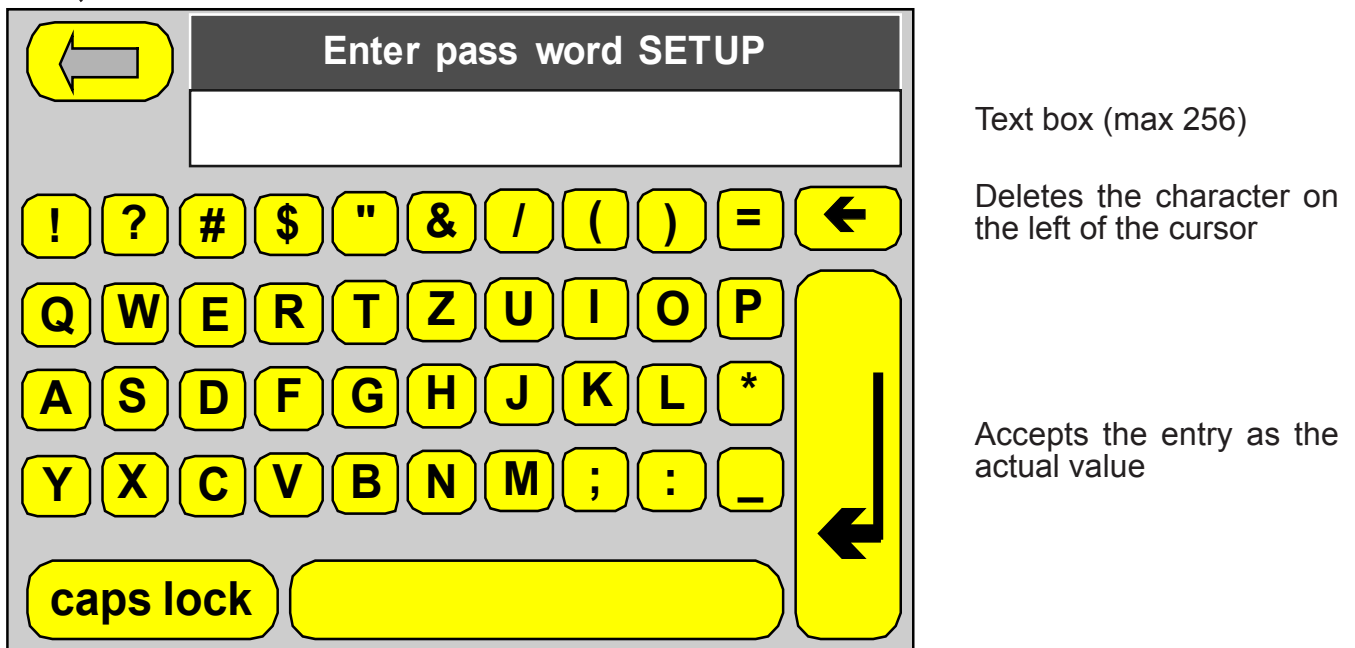 Enter pass word SETUP
Text box (max 256)
! ? # $ " & / ( ) =
Deletes the character on
the left of the cursor
Q W E R T Z U I O P
A S D F G H J K L *
Accepts the entry as the
actual value
Y X C V B N M ; : _
caps lock